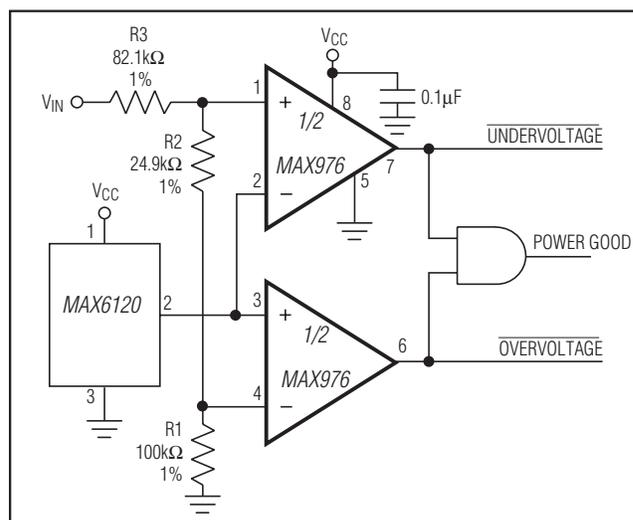 R3
82.1kΩ
1%
VIN
VCC
0.1µF
1
8
+
1/2
MAX976
7
UNDERVOLTAGE
R2
24.9kΩ
1%
2
−
5
VCC
1
MAX6120
2
3
POWER GOOD
3
+
1/2
MAX976
6
OVERVOLTAGE
4
−
R1
100kΩ
1%